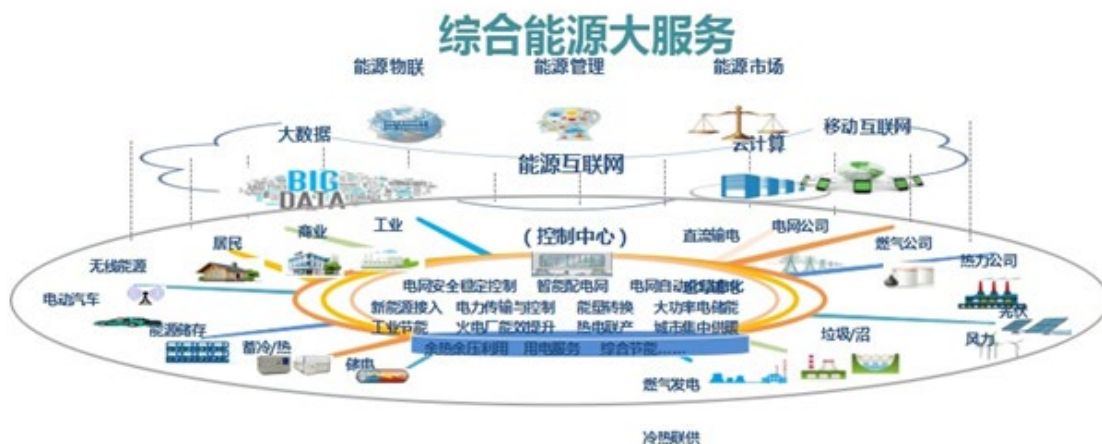 综合能源大服务
能源物联 能源管理 能源市场
大数据 移动互联网
能源互联网 云计算
BIG
DATA
居民 商业 工业 （控制中心） 直流输电 电网公司 燃气公司
无线能源 热力公司
电网安全稳定控制 智能配电网 电网自动化
电动汽车 新能源接入 电力传输与控制 能量转换 大功率电储能 光伏
能源储存 工业节能 火电厂能效提升 热电联产 城市集中供暖 垃圾/沼 风力
蓄冷/热 储电 余热余压利用 用电服务 综合节能…… 燃气发电
冷热联供